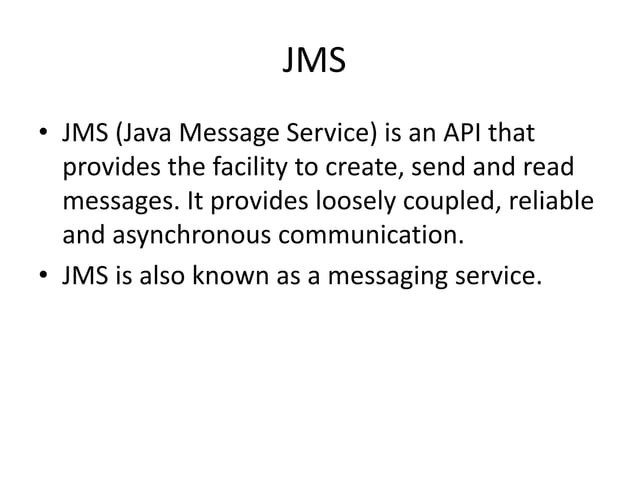 JMS
• JMS (Java Message Service) is an API that
provides the facility to create, send and read
messages. It provides loosely coupled, reliable
and asynchronous communication.
• JMS is also known as a messaging service.